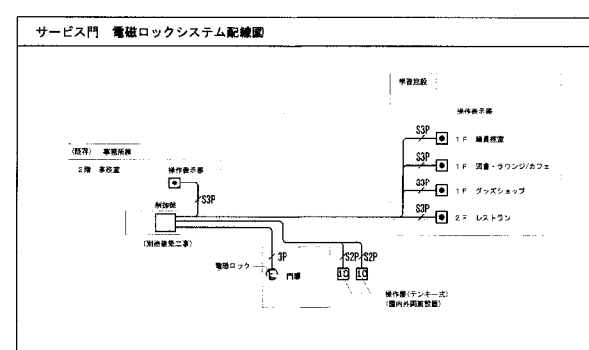 サービス門　電磁ロックシステム配線図
学習施設
操作表示器
S3P
1F　職員控室
S3P
1F　図書・ラウンジ/カフェ
S3P
1F　グッズショップ
S3P
2F　レストラン
(既存)　事務所棟
2階　事務室
操作表示器
S3P
制御盤
(別途建築工事)
3P
S2P
S2P
電磁ロック
E
門扉
10
10
操作器(テンキー式)
(園内外両面設置)